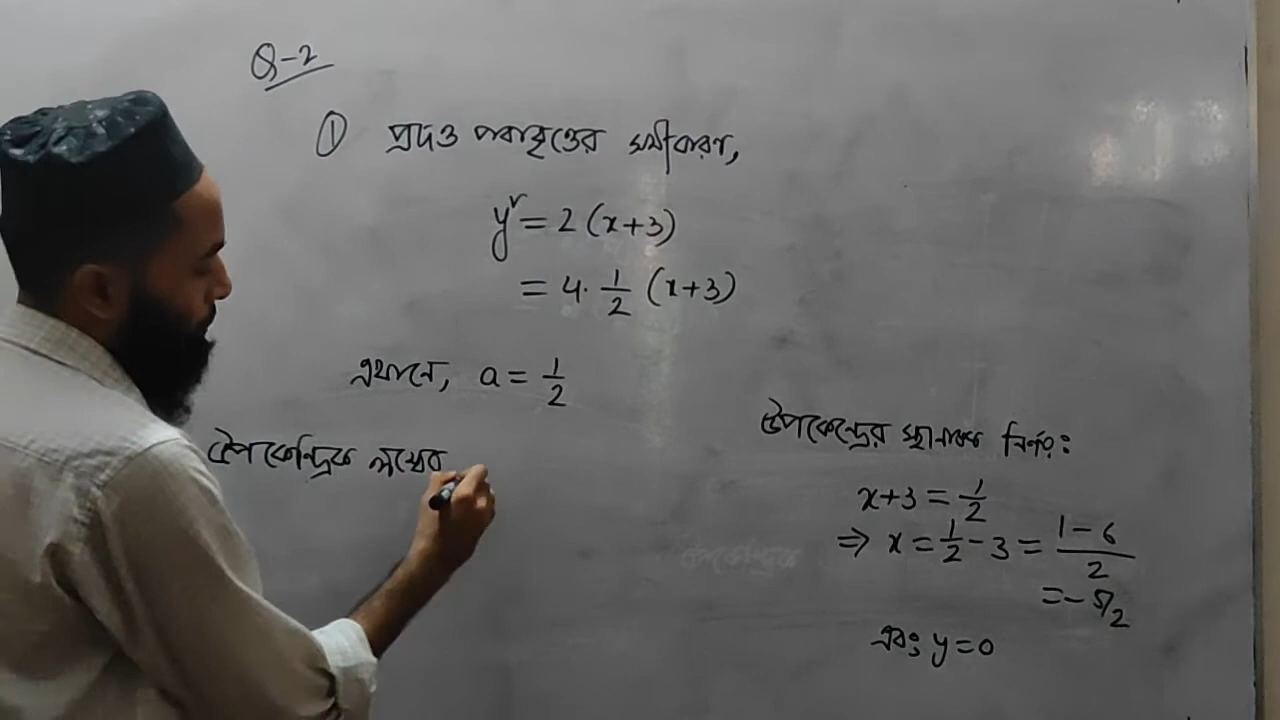 Q-2
① প্রদত্ত পরাবৃত্তের সমীকরণ,
y² = 2 (x+3)
= 4. 1/2 (x+3)
এখানে, a = 1/2
উপকেন্দ্রিক লম্বের
উপকেন্দ্রের স্থানাঙ্ক নির্ণয়:
x+3 = 1/2
⇒ x = 1/2 - 3 = (1-6)/2
= - 5/2
এবং y = 0